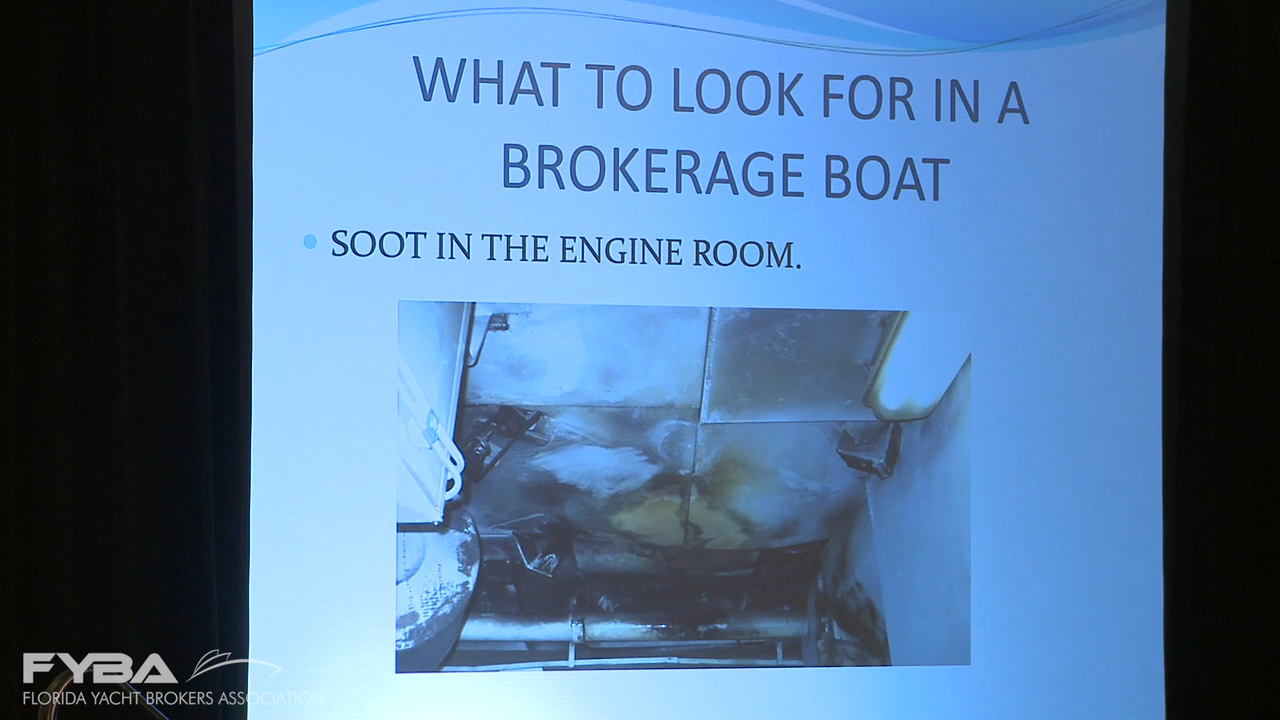 WHAT TO LOOK FOR IN A
BROKERAGE BOAT
SOOT IN THE ENGINE ROOM.
FYBA
FLORIDA YACHT BROKERS ASSOCIATION